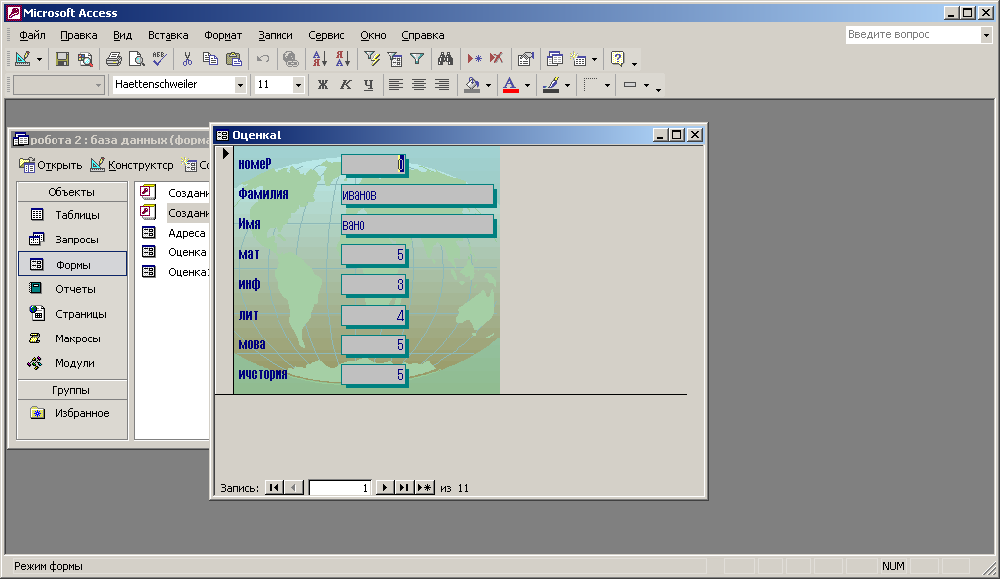 Microsoft Access
Файл Правка Вид Вставка Формат Записи Сервис Окно Справка
Введите вопрос
Haettenschweiler 11 Ж К Ч
робота 2 : база данных (форма
Открыть Конструктор Со
Объекты
Таблицы
Запросы
Формы
Отчеты
Страницы
Макросы
Модули
Группы
Избранное
Создани
Создани
Адреса
Оценка
Оценка1
Оценка1
номеР
Фамилия иванов
Имя вано
мат 5
инф 3
лит 4
мова 5
ичетория 5
Запись: 1 из 11
Режим формы NUM